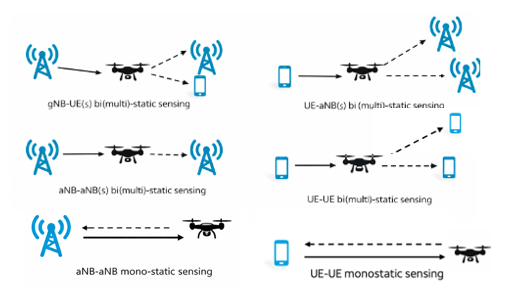 gNB-UE(s) bi(multi)-static sensing
UE-aNB(s) bi(multi)-static sensing
aNB-aNB(s) bi(multi)-static sensing
UE-UE bi(multi)-static sensing
aNB-aNB mono-static sensing
UE-UE monostatic sensing